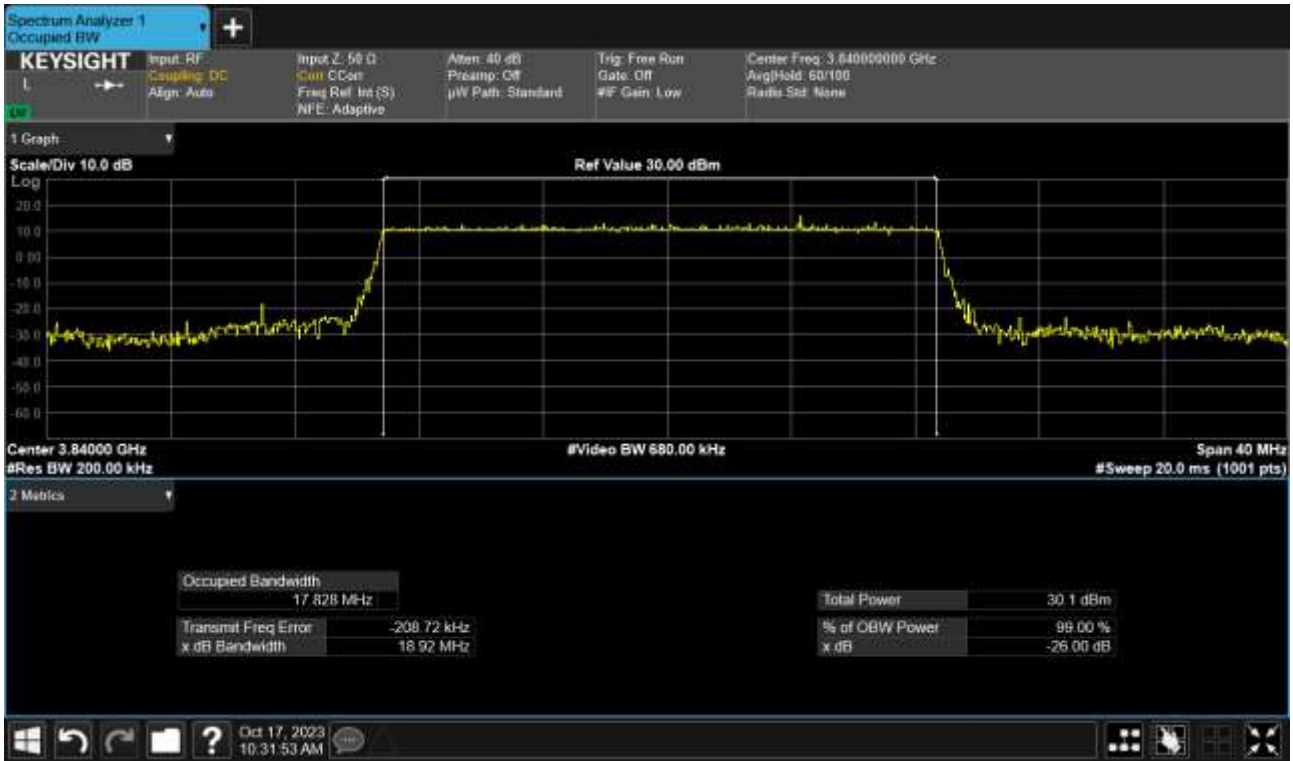 Spectrum Analyzer 1
Occupied BW
+
KEYSIGHT
L
Input: RF
Coupling: DC
Align: Auto
Input Z: 50 Ω
Corr CCorr
Freq Ref: Int (S)
NFE: Adaptive
Atten: 40 dB
Preamp: Off
µW Path: Standard
Trig: Free Run
Gate: Off
#IF Gain: Low
Center Freq: 3.840000000 GHz
Avg|Hold: 60/100
Radio Std: None
1 Graph
Scale/Div 10.0 dB
Ref Value 30.00 dBm
Log
20.0
10.0
0.00
-10.0
-20.0
-30.0
-40.0
-50.0
-60.0
Center 3.84000 GHz
#Video BW 680.00 kHz
Span 40 MHz
#Res BW 200.00 kHz
#Sweep 20.0 ms (1001 pts)
2 Metrics
Occupied Bandwidth
17.828 MHz
Transmit Freq Error -208.72 kHz
x dB Bandwidth 18.92 MHz
Total Power 30.1 dBm
% of OBW Power 99.00 %
x dB -26.00 dB
?
Oct 17, 2023
10:31:53 AM